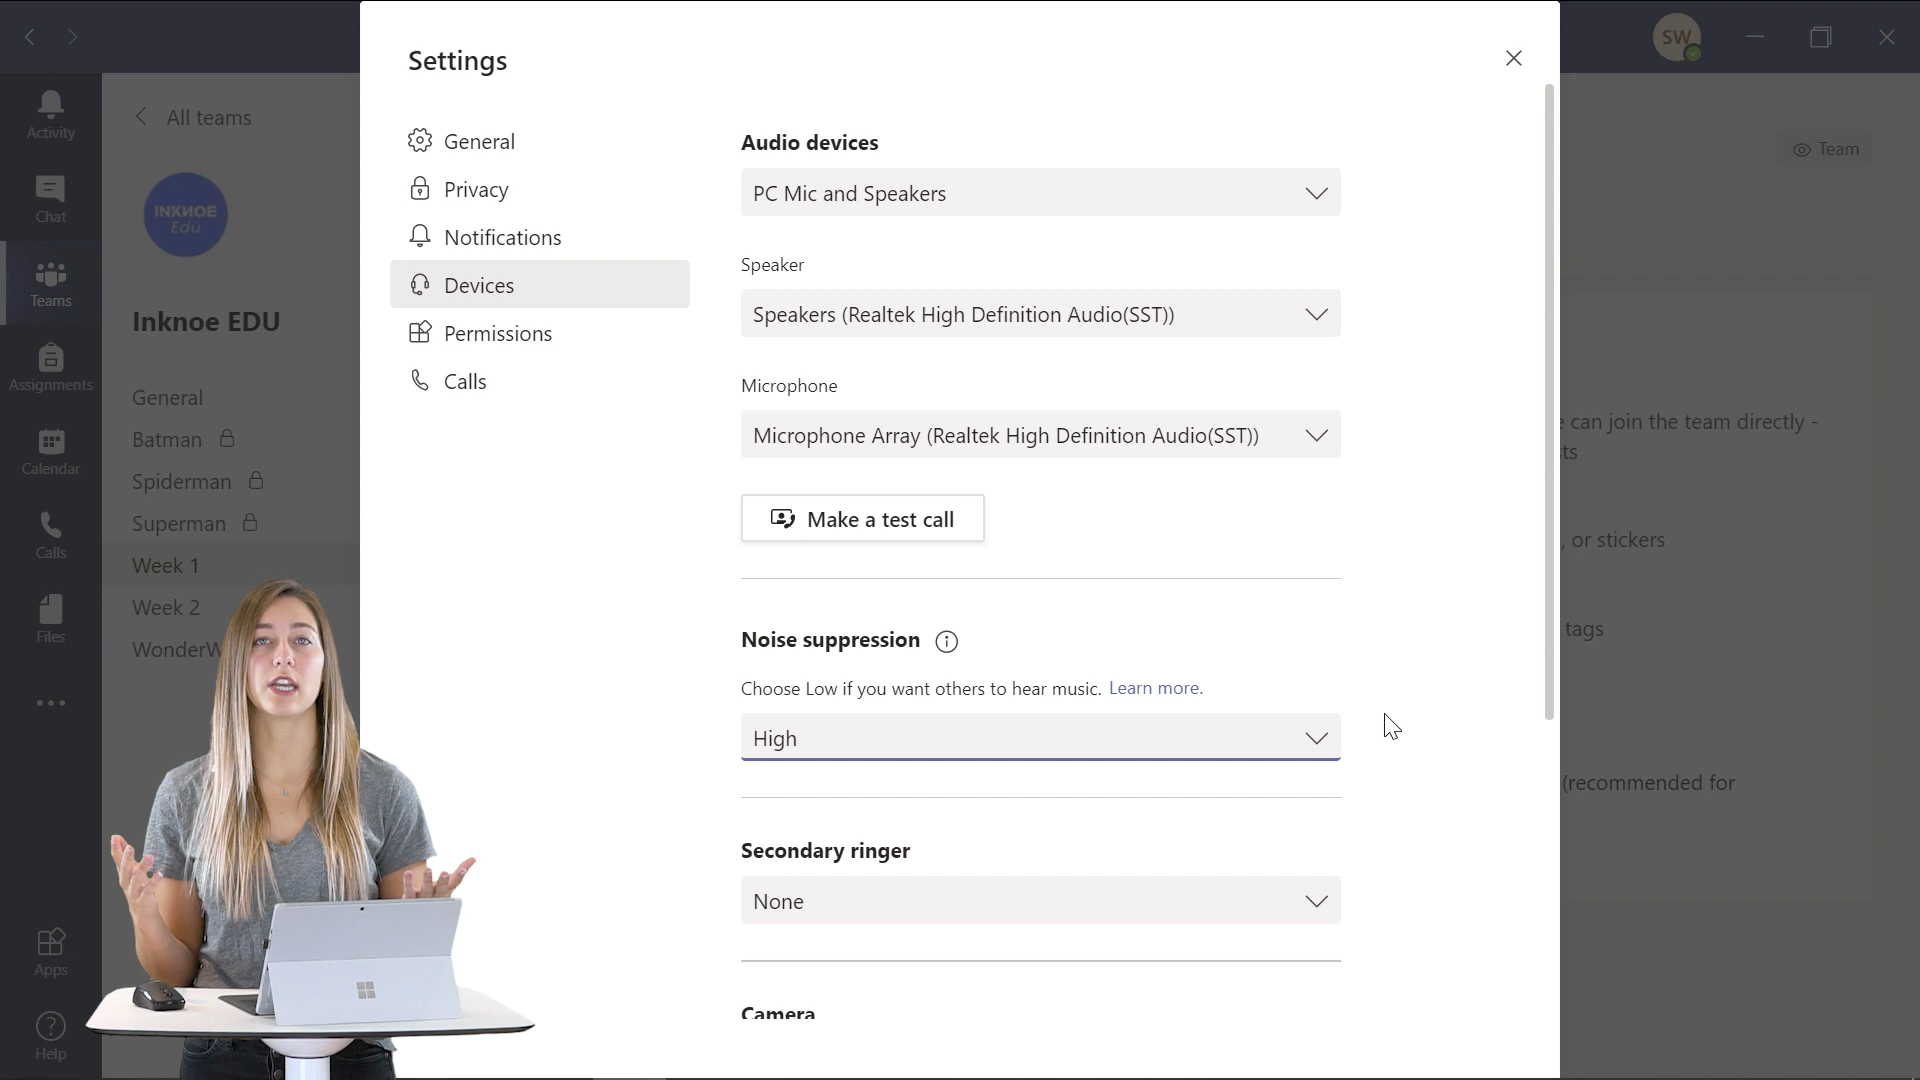 SW
Settings
Activity
Chat
Teams
Assignments
Calendar
Calls
Files
Apps
Help
All teams
INKNOE
Edu
Inknoe EDU
General
Batman
Spiderman
Superman
Week 1
Week 2
WonderW
General
Privacy
Notifications
Devices
Permissions
Calls
Audio devices
PC Mic and Speakers
Speaker
Speakers (Realtek High Definition Audio(SST))
Microphone
Microphone Array (Realtek High Definition Audio(SST))
Make a test call
Noise suppression
Choose Low if you want others to hear music. Learn more.
High
Secondary ringer
None
Camera
Team
e can join the team directly -
ts
, or stickers
tags
(recommended for